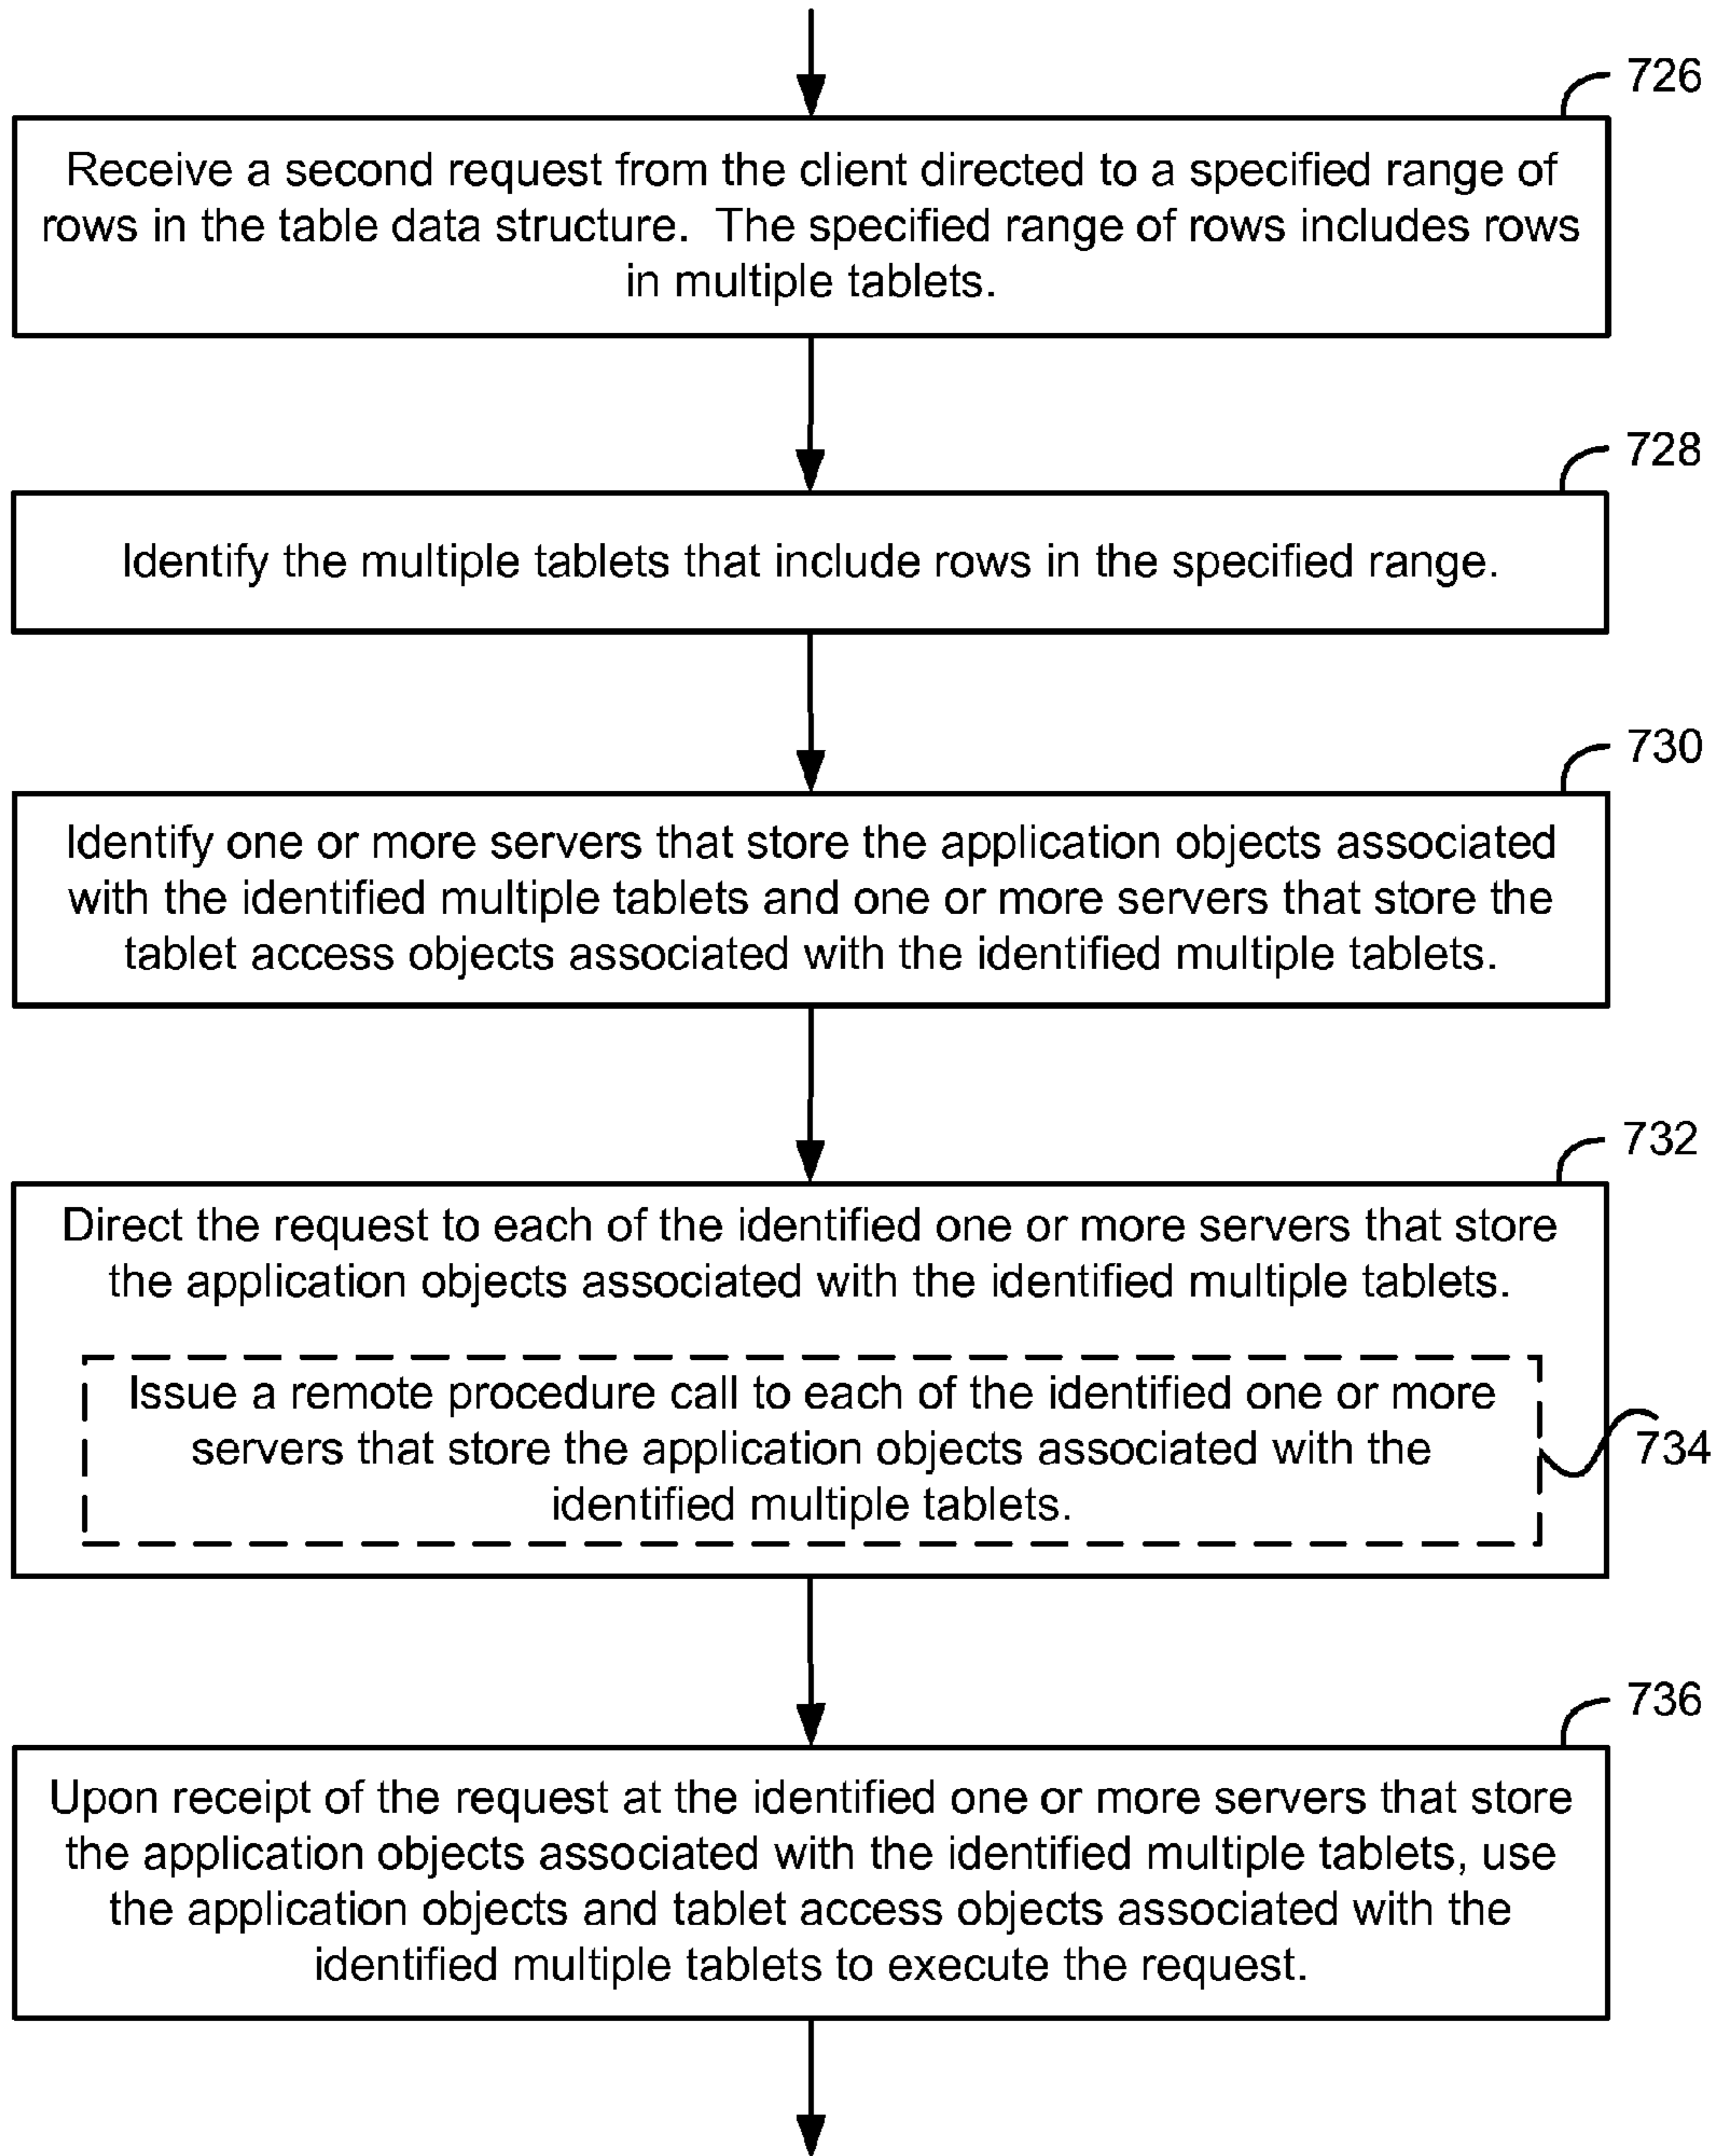 726
Receive a second request from the client directed to a specified range of
rows in the table data structure.  The specified range of rows includes rows
in multiple tablets.
728
Identify the multiple tablets that include rows in the specified range.
730
Identify one or more servers that store the application objects associated
with the identified multiple tablets and one or more servers that store the
tablet access objects associated with the identified multiple tablets.
732
Direct the request to each of the identified one or more servers that store
the application objects associated with the identified multiple tablets.
Issue a remote procedure call to each of the identified one or more
servers that store the application objects associated with the
identified multiple tablets.
734
736
Upon receipt of the request at the identified one or more servers that store
the application objects associated with the identified multiple tablets, use
the application objects and tablet access objects associated with the
identified multiple tablets to execute the request.